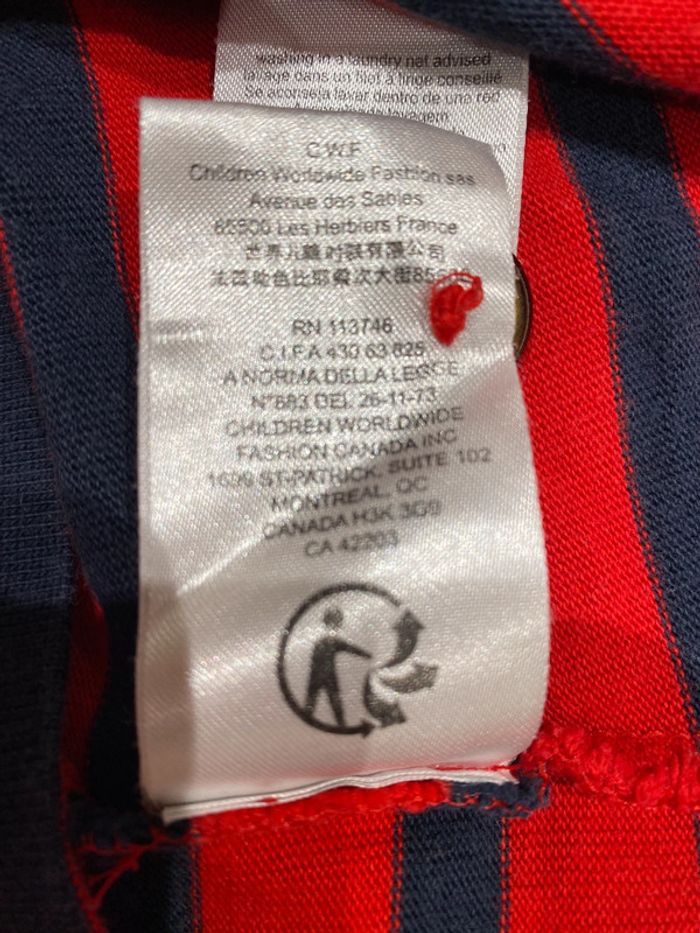 washing in a laundry net advised
lavage dans un filet à linge conseillé
Se aconseja lavar dentro de una red
C.W.F
Children Worldwide Fashion sas
Avenue des Sables
85500 Les Herbiers France
世界儿童时装有限公司
RN 113746
C.I.F A 430 63 625
A NORMA DELLA LEGGE
N°883 DEL 26-11-73
CHILDREN WORLDWIDE
FASHION CANADA INC
1699 ST-PATRICK, SUITE 102
MONTREAL, QC
CANADA H3K 3G9
CA 42203